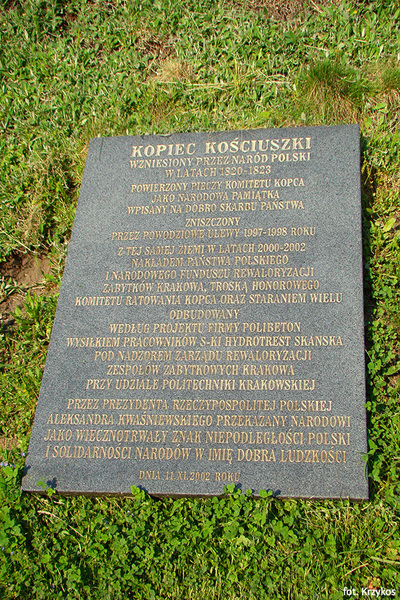 KOPIEC KOŚCIUSZKI
WZNIESIONY PRZEZ NARÓD POLSKI
W LATACH 1820-1823
POWIERZONY PIECZY KOMITETU KOPCA
JAKO NARODOWA PAMIĄTKA
WPISANY NA DOBRO SKARBU PAŃSTWA
ZNISZCZONY
PRZEZ POWODZIOWE ULEWY 1997-1998 ROKU
Z TEJ SAMEJ ZIEMI W LATACH 2000-2002
NAKŁADEM PAŃSTWA POLSKIEGO
I NARODOWEGO FUNDUSZU REWALORYZACJI
ZABYTKÓW KRAKOWA, TROSKĄ HONOROWEGO
KOMITETU RATOWANIA KOPCA ORAZ STARANIEM WIELU
ODBUDOWANY
WEDŁUG PROJEKTU FIRMY POLIBETON
WYSIŁKIEM PRACOWNIKÓW S-KI HYDROTREST SKANSKA
POD NADZOREM ZARZĄDU REWALORYZACJI
ZESPOŁÓW ZABYTKOWYCH KRAKOWA
PRZY UDZIALE POLITECHNIKI KRAKOWSKIEJ
PRZEZ PREZYDENTA RZECZYPOSPOLITEJ POLSKIEJ
ALEKSANDRA KWAŚNIEWSKIEGO PRZEKAZANY NARODOWI
JAKO WIECZNOTRWAŁY ZNAK NIEPODLEGŁOŚCI POLSKI
I SOLIDARNOŚCI NARODÓW W IMIĘ DOBRA LUDZKOŚCI
DNIA 11.XI.2002 ROKU
fot. Krzykos